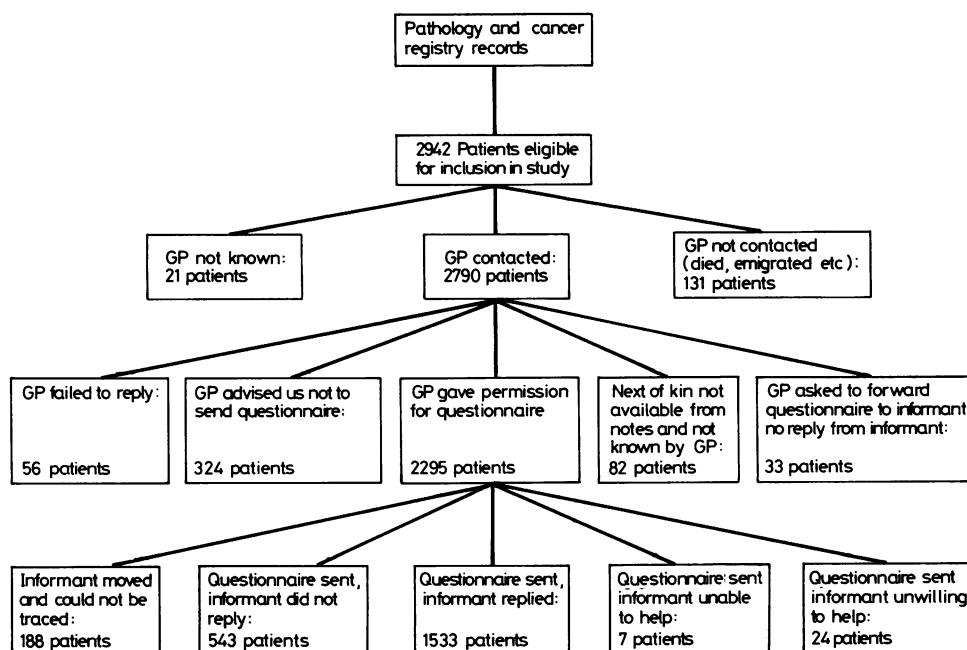 Pathology and cancer
registry records
2942 Patients eligible
for inclusion in study
GP not known:
21 patients
GP contacted:
2790 patients
GP not contacted
(died, emigrated etc):
131 patients
GP failed to reply:
56 patients
GP advised us not to
send questionnaire:
324 patients
GP gave permission
for questionnaire
2295 patients
Next of kin not
available from
notes and not
known by GP:
82 patients
GP asked to forward
questionnaire to informant
no reply from informant:
33 patients
Informant moved
and could not be
traced:
188 patients
Questionnaire sent,
informant did not
reply:
543 patients
Questionnaire sent,
informant replied:
1533 patients
Questionnaire sent
informant unable
to help:
7 patients
Questionnaire sent
informant unwilling
to help:
24 patients